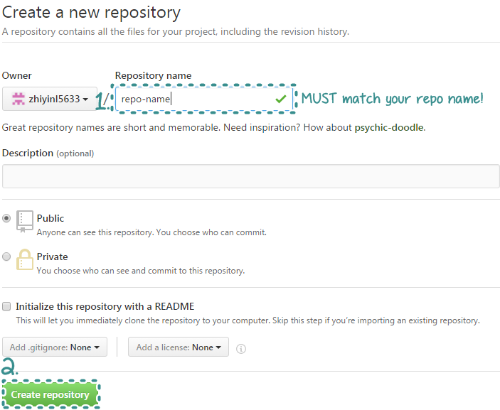 Create a new repository
A repository contains all the files for your project, including the revision history.
Owner Repository name
zhiyinl5633 1. / repo-name MUST match your repo name!
Great repository names are short and memorable. Need inspiration? How about psychic-doodle.
Description (optional)
Public
Anyone can see this repository. You choose who can commit.
Private
You choose who can see and commit to this repository.
Initialize this repository with a README
This will let you immediately clone the repository to your computer. Skip this step if you're importing an existing repository.
Add .gitignore: None Add a license: None
2.
Create repository